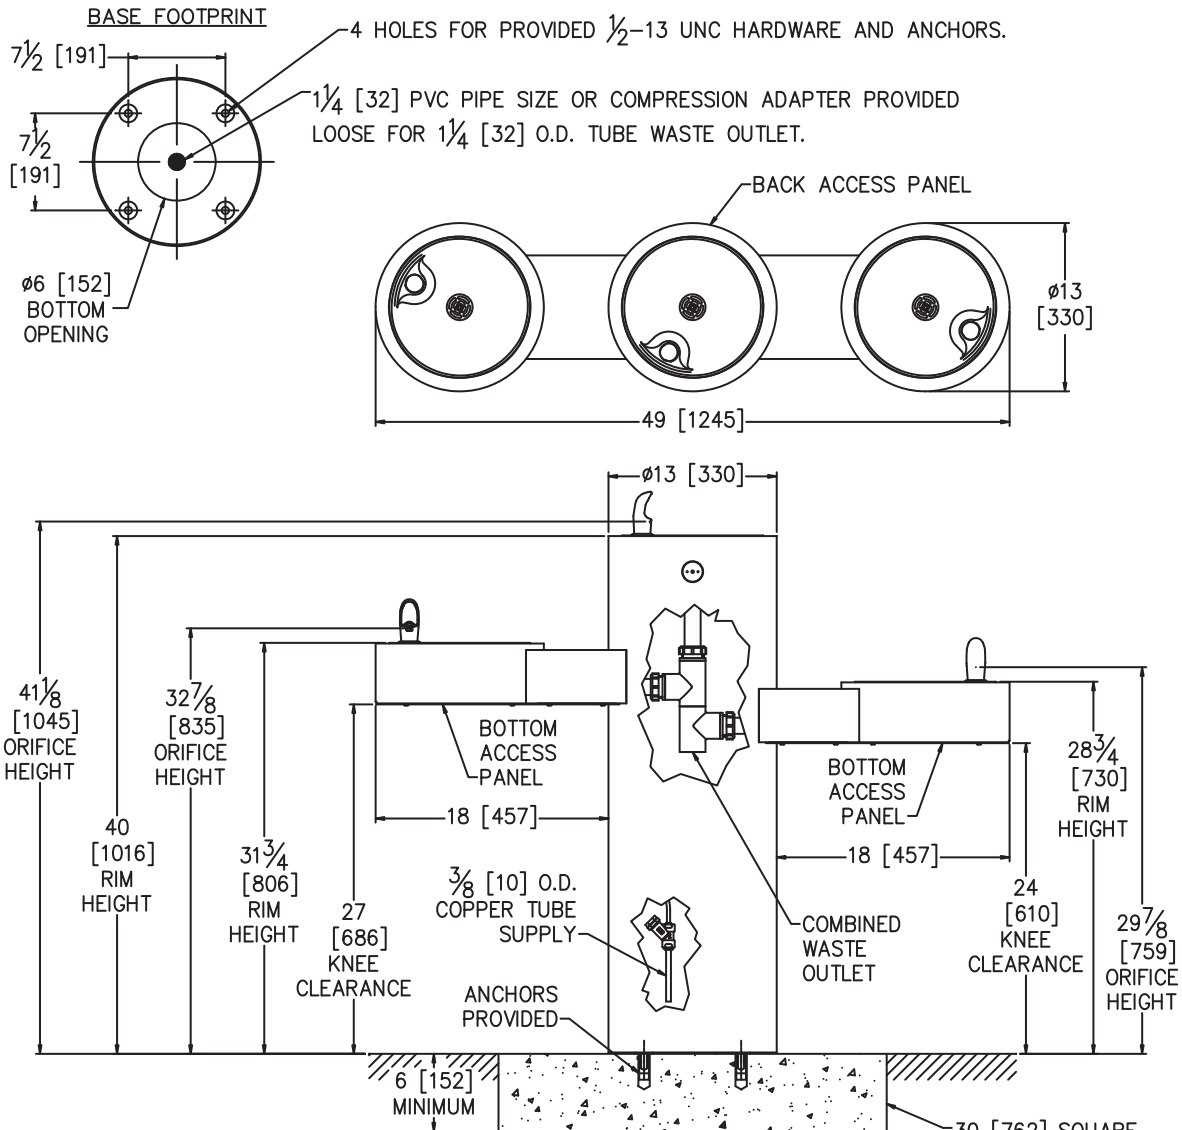 BASE FOOTPRINT
7½ [191]
4 HOLES FOR PROVIDED ½-13 UNC HARDWARE AND ANCHORS.
1¼ [32] PVC PIPE SIZE OR COMPRESSION ADAPTER PROVIDED
LOOSE FOR 1¼ [32] O.D. TUBE WASTE OUTLET.
7½
[191]
BACK ACCESS PANEL
ø6 [152]
BOTTOM
OPENING
ø13
[330]
49 [1245]
ø13 [330]
41⅛
[1045]
ORIFICE
HEIGHT
32⅞
[835]
ORIFICE
HEIGHT
BOTTOM
ACCESS
PANEL
BOTTOM
ACCESS
PANEL
28¾
[730]
RIM
HEIGHT
18 [457]
18 [457]
40
[1016]
RIM
HEIGHT
31¾
[806]
RIM
HEIGHT
27
[686]
KNEE
CLEARANCE
⅜ [10] O.D.
COPPER TUBE
SUPPLY
COMBINED
WASTE
OUTLET
24
[610]
KNEE
CLEARANCE
29⅞
[759]
ORIFICE
HEIGHT
ANCHORS
PROVIDED
6 [152]
MINIMUM
30 [762] SQUARE